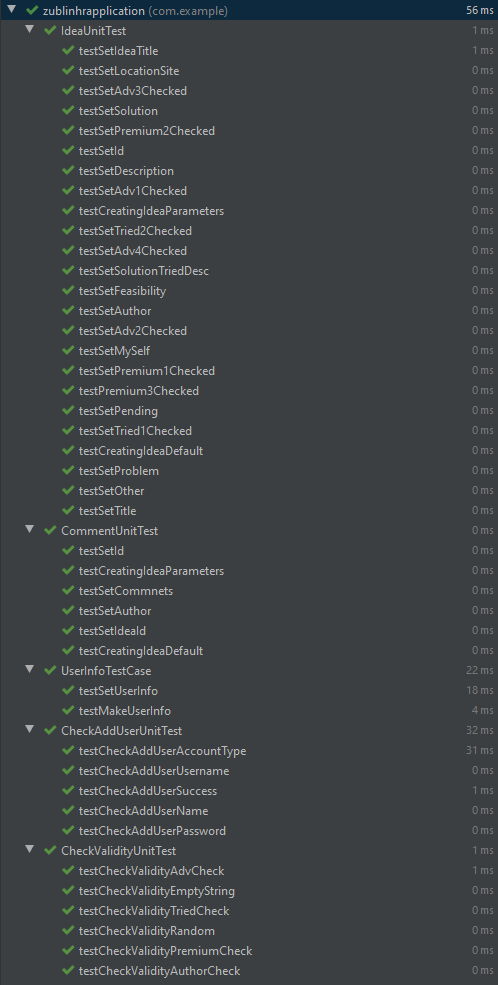 zublinhrapplication (com.example) 56 ms
IdeaUnitTest 1 ms
testSetIdeaTitle 1 ms
testSetLocationSite 0 ms
testSetAdv3Checked 0 ms
testSetSolution 0 ms
testSetPremium2Checked 0 ms
testSetId 0 ms
testSetDescription 0 ms
testSetAdv1Checked 0 ms
testCreatingIdeaParameters 0 ms
testSetTried2Checked 0 ms
testSetAdv4Checked 0 ms
testSetSolutionTriedDesc 0 ms
testSetFeasibility 0 ms
testSetAuthor 0 ms
testSetAdv2Checked 0 ms
testSetMySelf 0 ms
testSetPremium1Checked 0 ms
testPremium3Checked 0 ms
testSetPending 0 ms
testSetTried1Checked 0 ms
testCreatingIdeaDefault 0 ms
testSetProblem 0 ms
testSetOther 0 ms
testSetTitle 0 ms
CommentUnitTest 0 ms
testSetId 0 ms
testCreatingIdeaParameters 0 ms
testSetCommnets 0 ms
testSetAuthor 0 ms
testSetIdeaId 0 ms
testCreatingIdeaDefault 0 ms
UserInfoTestCase 22 ms
testSetUserInfo 18 ms
testMakeUserInfo 4 ms
CheckAddUserUnitTest 32 ms
testCheckAddUserAccountType 31 ms
testCheckAddUserUsername 0 ms
testCheckAddUserSuccess 1 ms
testCheckAddUserName 0 ms
testCheckAddUserPassword 0 ms
CheckValidityUnitTest 1 ms
testCheckValidityAdvCheck 1 ms
testCheckValidityEmptyString 0 ms
testCheckValidityTriedCheck 0 ms
testCheckValidityRandom 0 ms
testCheckValidityPremiumCheck 0 ms
testCheckValidityAuthorCheck 0 ms